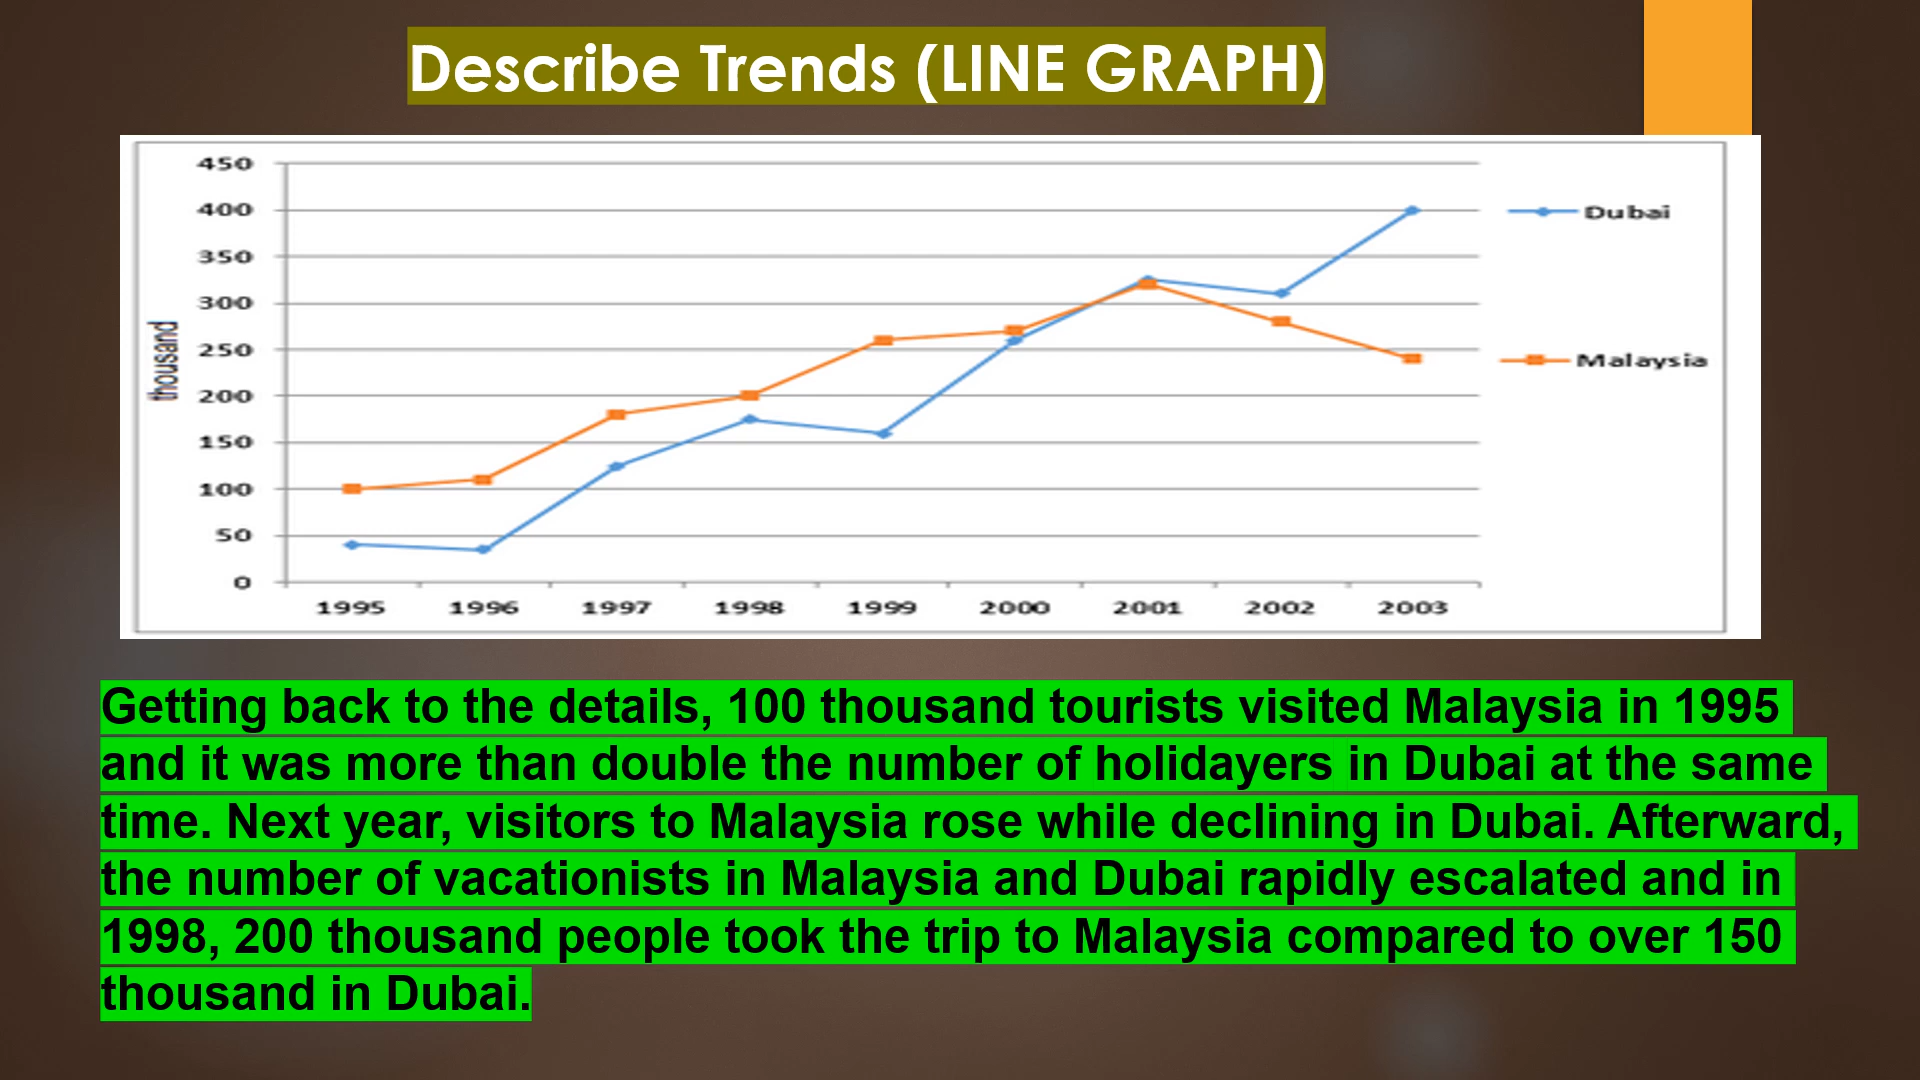 Describe Trends (LINE GRAPH)
450
400
350
300
250
200
150
100
50
0
thousand
1995 1996 1997 1998 1999 2000 2001 2002 2003
Dubai
Malaysia
Getting back to the details, 100 thousand tourists visited Malaysia in 1995
and it was more than double the number of holidayers in Dubai at the same
time. Next year, visitors to Malaysia rose while declining in Dubai. Afterward,
the number of vacationists in Malaysia and Dubai rapidly escalated and in
1998, 200 thousand people took the trip to Malaysia compared to over 150
thousand in Dubai.